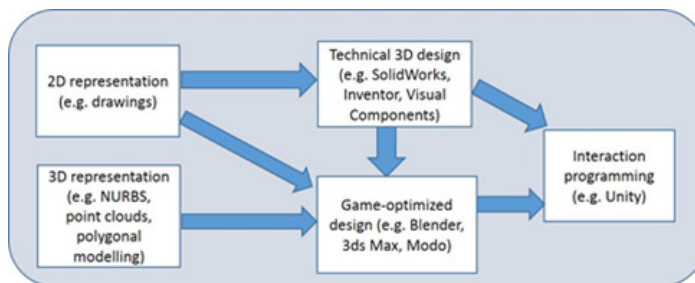 2D representation
(e.g. drawings)
Technical 3D design
(e.g. SolidWorks,
Inventor, Visual
Components)
3D representation
(e.g. NURBS,
point clouds,
polygonal
modelling)
Game-optimized
design (e.g. Blender,
3ds Max, Modo)
Interaction
programming
(e.g. Unity)